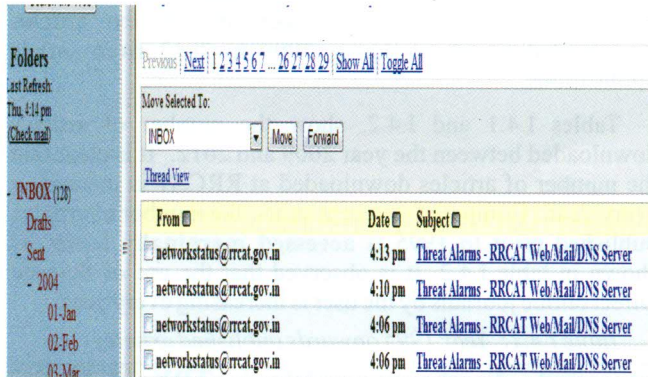 Folders
Last Refresh:
Thu, 4:14 pm
(Check mail)
- INBOX (128)
Drafts
- Sent
- 2004
01-Jan
02-Feb
03-Mar
Previous | Next | 1 2 3 4 5 6 7 ... 26 27 28 29 | Show All | Toggle All
Move Selected To:
INBOX Move Forward
Thread View
From Date Subject
networkstatus@rrcat.gov.in 4:13 pm Threat Alarms - RRCAT Web/Mail/DNS Server
networkstatus@rrcat.gov.in 4:10 pm Threat Alarms - RRCAT Web/Mail/DNS Server
networkstatus@rrcat.gov.in 4:06 pm Threat Alarms - RRCAT Web/Mail/DNS Server
networkstatus@rrcat.gov.in 4:06 pm Threat Alarms - RRCAT Web/Mail/DNS Server